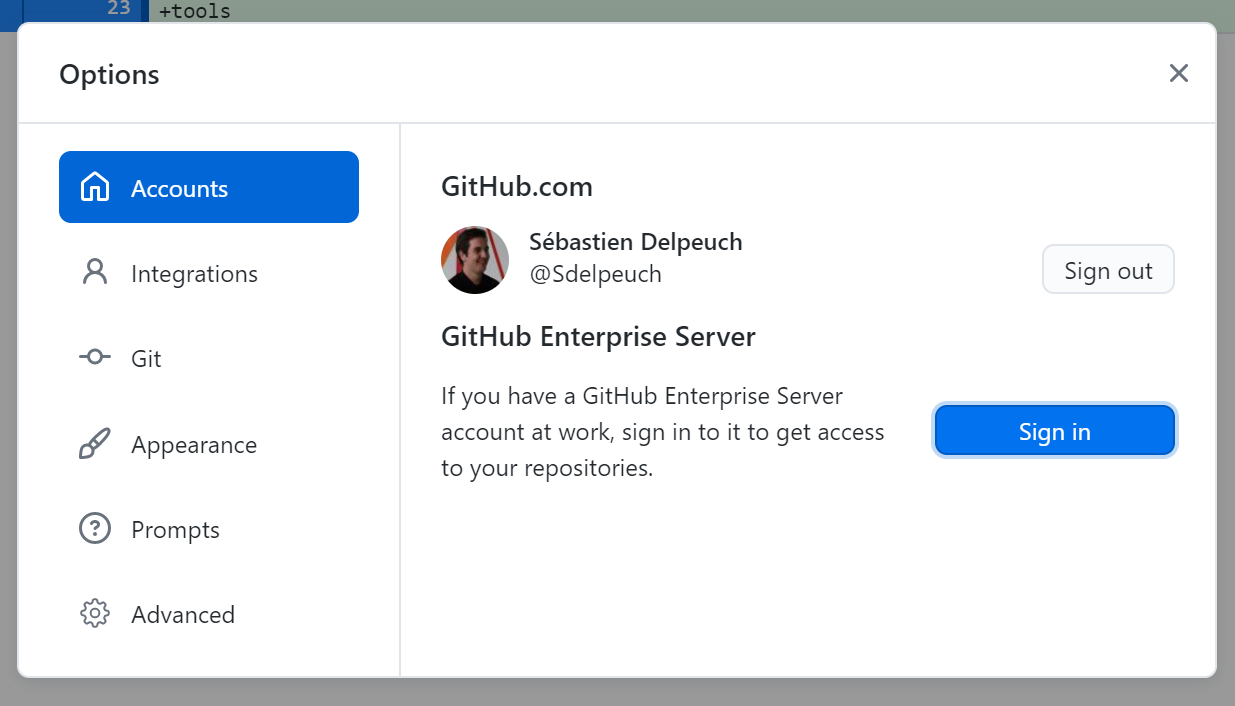 23 +tools
Options
Accounts
Integrations
Git
Appearance
Prompts
Advanced
GitHub.com
Sébastien Delpeuch
@Sdelpeuch
Sign out
GitHub Enterprise Server
If you have a GitHub Enterprise Server
account at work, sign in to it to get access
to your repositories.
Sign in